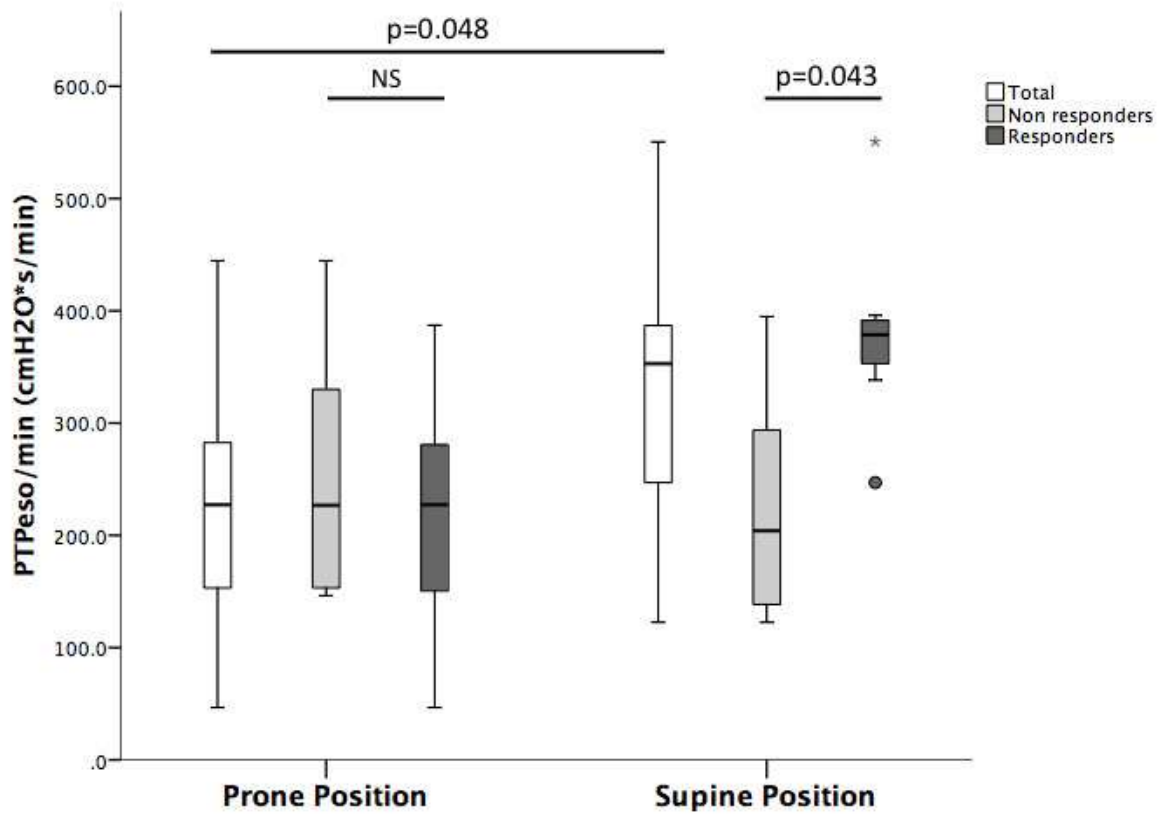 p=0.048
NS
p=0.043
Total
Non responders
Responders
*
PTPeso/min (cmH2O*s/min)
600.0
500.0
400.0
300.0
200.0
100.0
.0
Prone Position
Supine Position